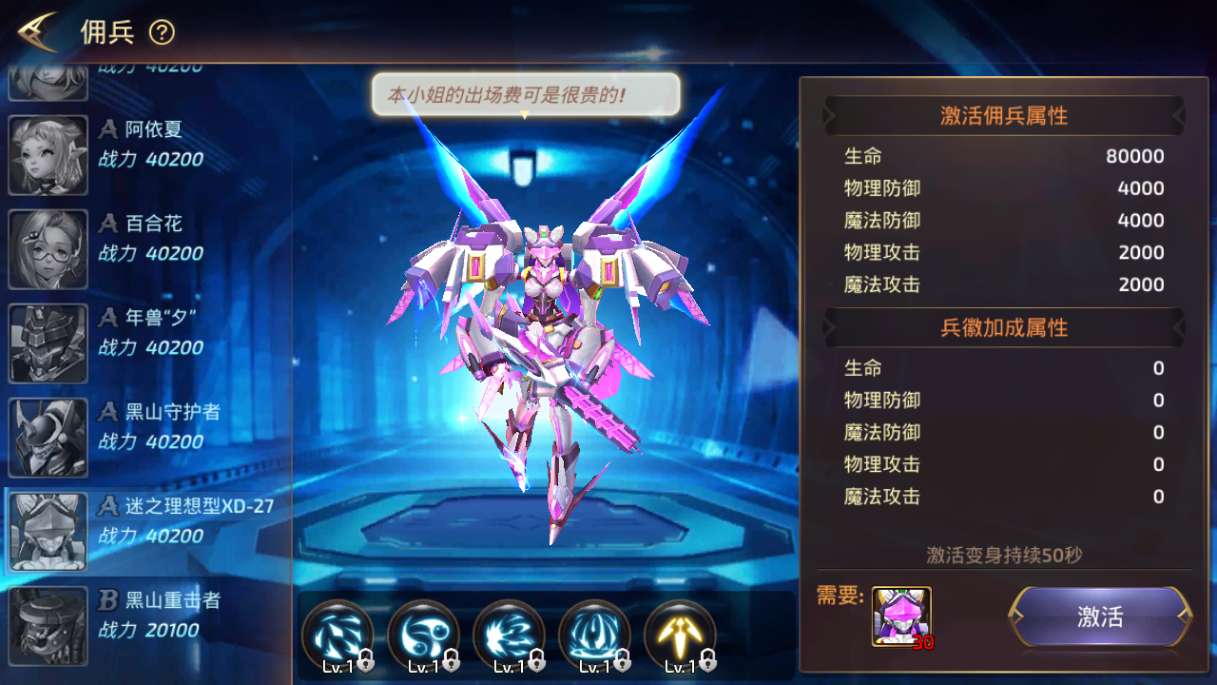 佣兵 ?
战力 40200
A 阿依夏
战力 40200
A 百合花
战力 40200
A 年兽“夕”
战力 40200
A 黑山守护者
战力 40200
A 迷之理想型XD-27
战力 40200
B 黑山重击者
战力 20100
本小姐的出场费可是很贵的!
Lv.1
Lv.1
Lv.1
Lv.1
Lv.1
激活佣兵属性
生命 80000
物理防御 4000
魔法防御 4000
物理攻击 2000
魔法攻击 2000
兵徽加成属性
生命 0
物理防御 0
魔法防御 0
物理攻击 0
魔法攻击 0
激活变身持续50秒
需要:
30
激活